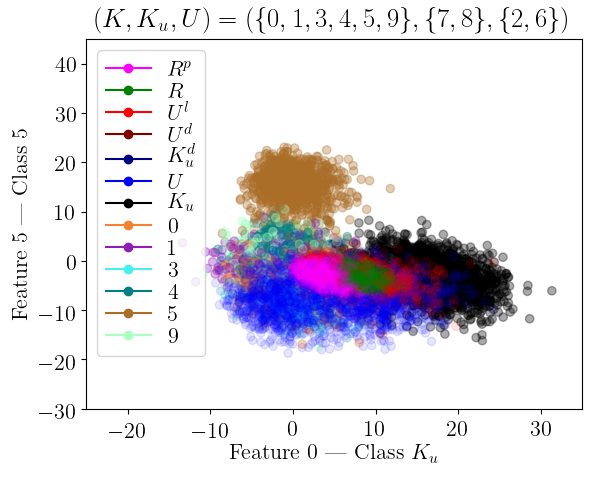 (K, K_u, U) = ({0, 1, 3, 4, 5, 9}, {7, 8}, {2, 6})
Feature 5 — Class 5
40
30
20
10
0
−10
−20
−30
R^p
R
U^l
U^d
K_u^d
U
K_u
0
1
3
4
5
9
−20
−10
0
10
20
30
Feature 0 — Class K_u